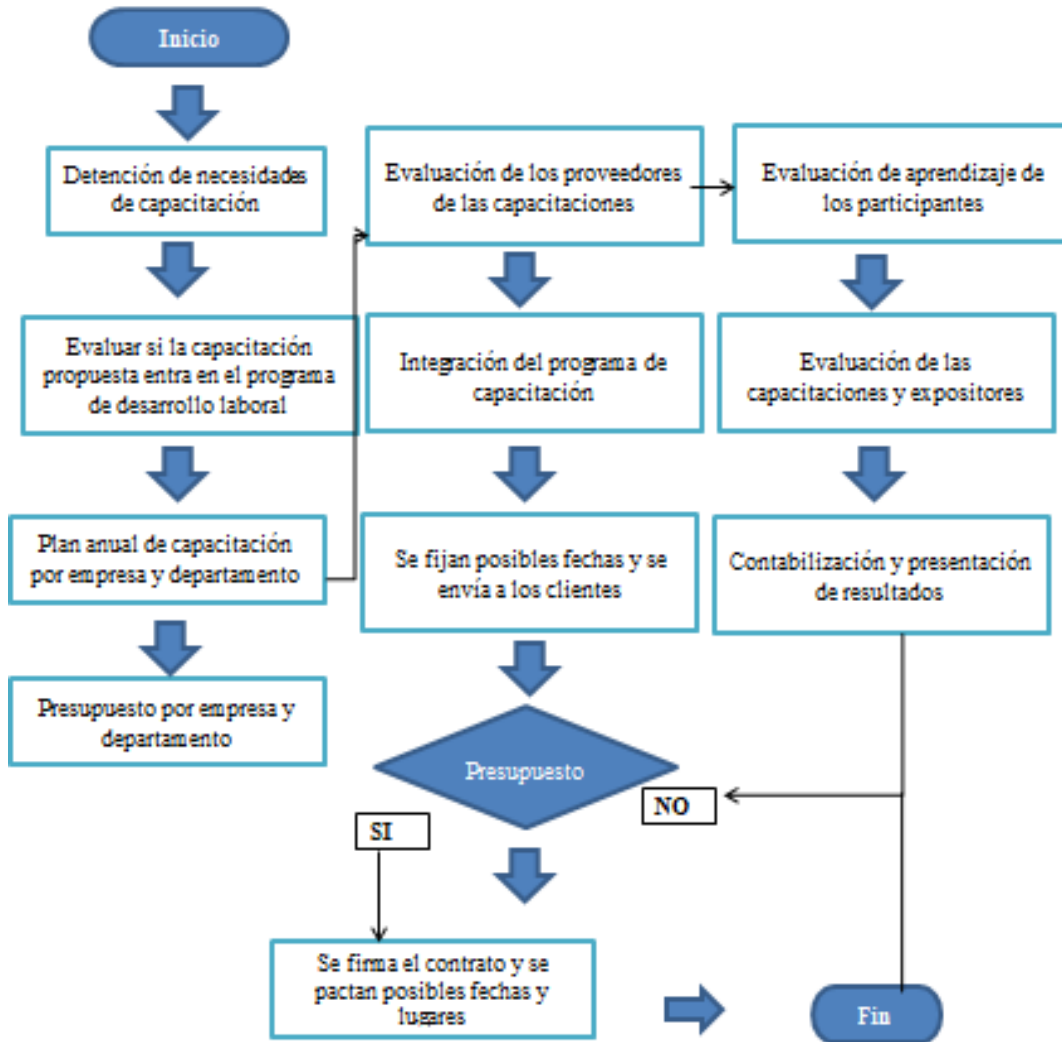 Inicio
Detención de necesidades
de capacitación
Evaluar si la capacitación
propuesta entra en el programa
de desarrollo laboral
Plan anual de capacitación
por empresa y departamento
Presupuesto por empresa y
departamento
Evaluación de los proveedores
de las capacitaciones
Integración del programa de
capacitación
Se fijan posibles fechas y se
envía a los clientes
Presupuesto
SI
NO
Se firma el contrato y se
pactan posibles fechas y
lugares
Evaluación de aprendizaje de
los participantes
Evaluación de las
capacitaciones y expositores
Contabilización y presentación
de resultados
Fin